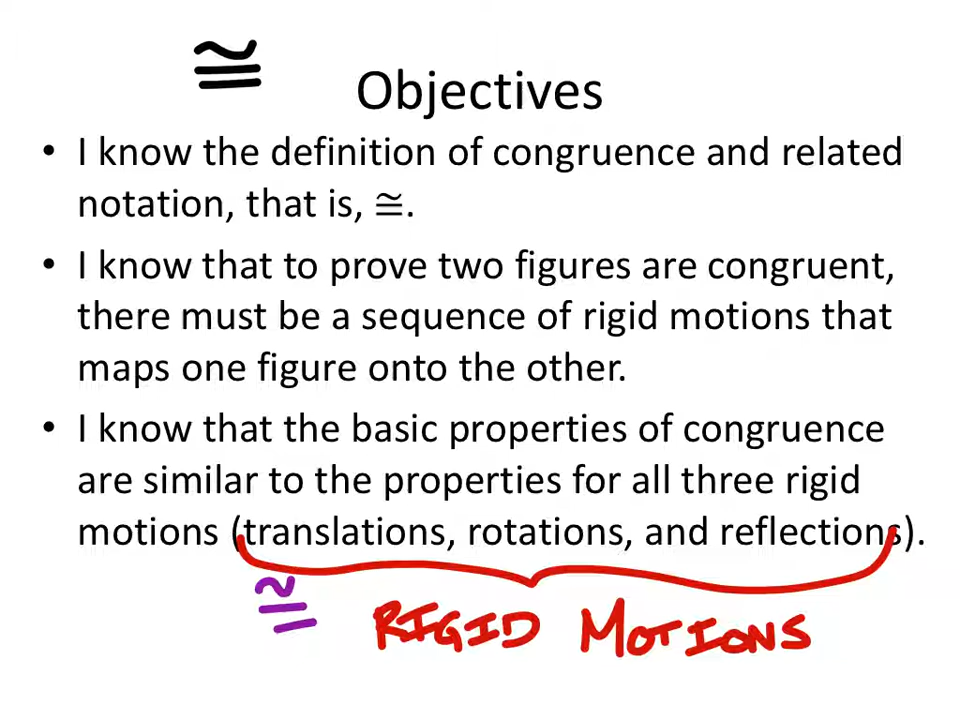 ≅
Objectives
• I know the definition of congruence and related
notation, that is, ≅.
• I know that to prove two figures are congruent,
there must be a sequence of rigid motions that
maps one figure onto the other.
• I know that the basic properties of congruence
are similar to the properties for all three rigid
motions (translations, rotations, and reflections).
≅ RIGID MOTIONS